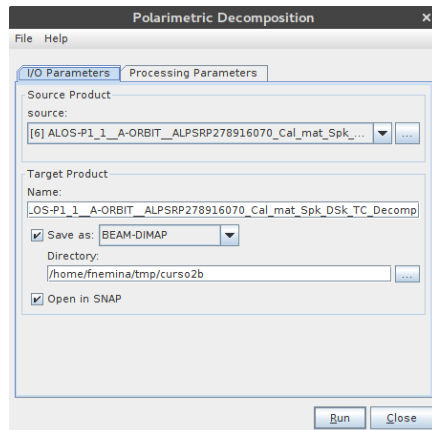 Polarimetric Decomposition ×
File Help
I/O Parameters Processing Parameters
Source Product
source:
[6] ALOS-P1_1__A-ORBIT__ALPSRP278916070_Cal_mat_Spk_... ...
Target Product
Name:
LOS-P1_1__A-ORBIT__ALPSRP278916070_Cal_mat_Spk_DSk_TC_Decomp
Save as: BEAM-DIMAP
Directory:
/home/fnemina/tmp/curso2b ...
Open in SNAP
Run Close